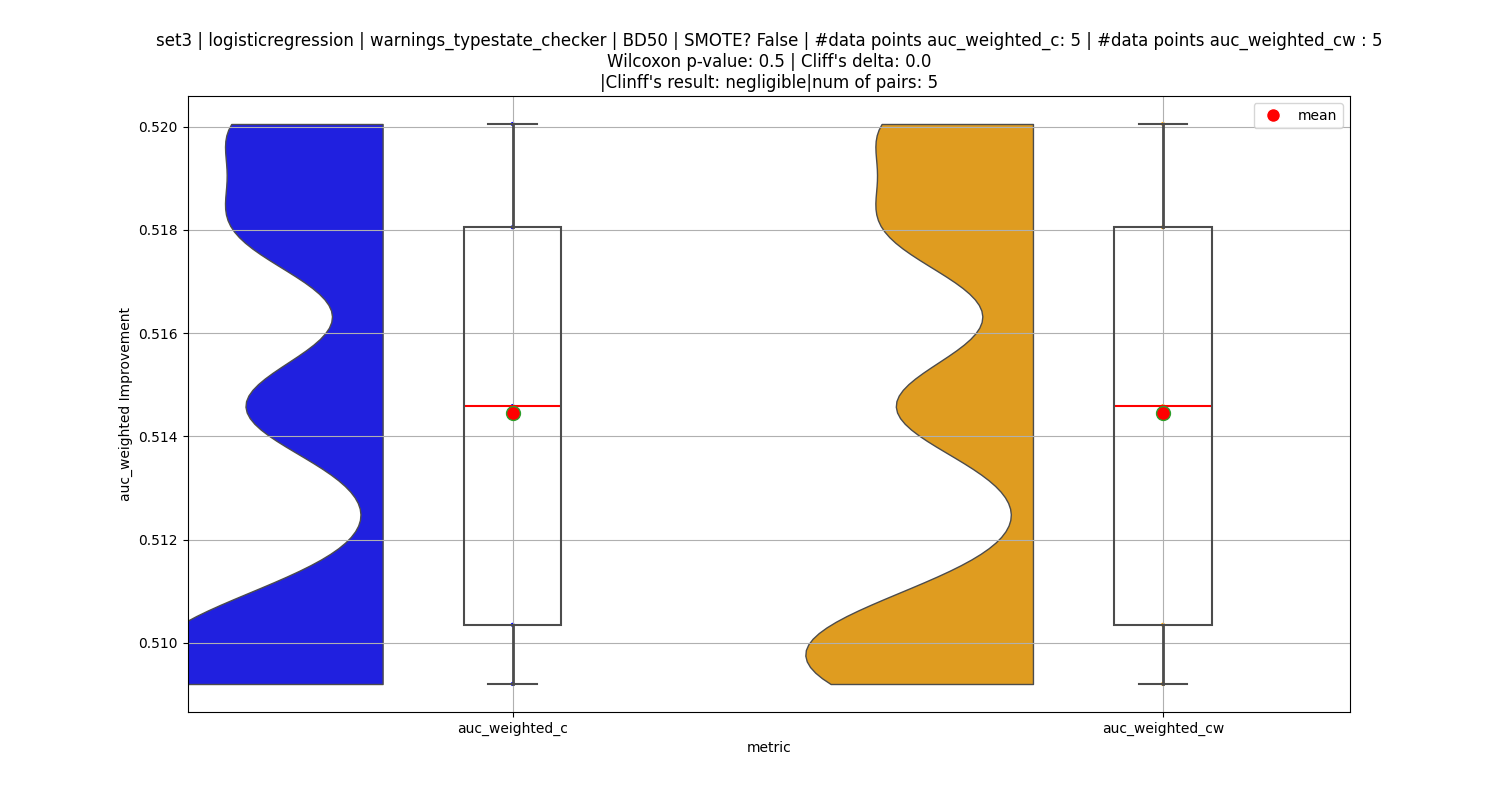 set3 | logisticregression | warnings_typestate_checker | BD50 | SMOTE? False | #data points auc_weighted_c: 5 | #data points auc_weighted_cw : 5
Wilcoxon p-value: 0.5 | Cliff's delta: 0.0
|Clinff's result: negligible|num of pairs: 5
mean
0.520
0.518
0.516
0.514
0.512
0.510
auc_weighted Improvement
auc_weighted_c
auc_weighted_cw
metric